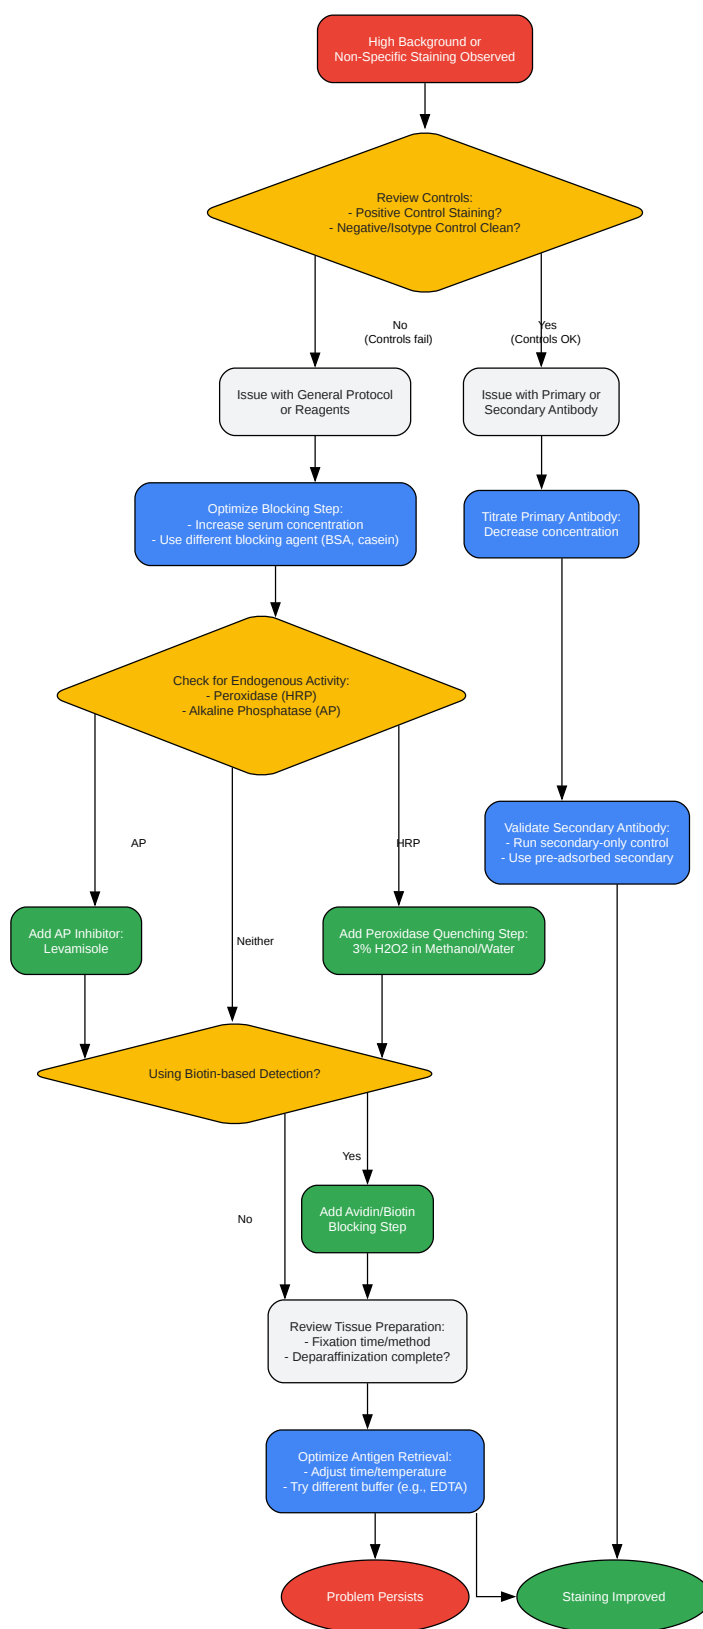 High Background or
Non-Specific Staining Observed
Review Controls:
- Positive Control Staining?
- Negative/Isotype Control Clean?
No
(Controls fail)
Yes
(Controls OK)
Issue with General Protocol
or Reagents
Issue with Primary or
Secondary Antibody
Optimize Blocking Step:
- Increase serum concentration
- Use different blocking agent (BSA, casein)
Titrate Primary Antibody:
Decrease concentration
Check for Endogenous Activity:
- Peroxidase (HRP)
- Alkaline Phosphatase (AP)
AP
HRP
Validate Secondary Antibody:
- Run secondary-only control
- Use pre-adsorbed secondary
Add AP Inhibitor:
Levamisole
Neither
Add Peroxidase Quenching Step:
3% H2O2 in Methanol/Water
Using Biotin-based Detection?
Yes
No
Add Avidin/Biotin
Blocking Step
Review Tissue Preparation:
- Fixation time/method
- Deparaffinization complete?
Optimize Antigen Retrieval:
- Adjust time/temperature
- Try different buffer (e.g., EDTA)
Problem Persists
Staining Improved